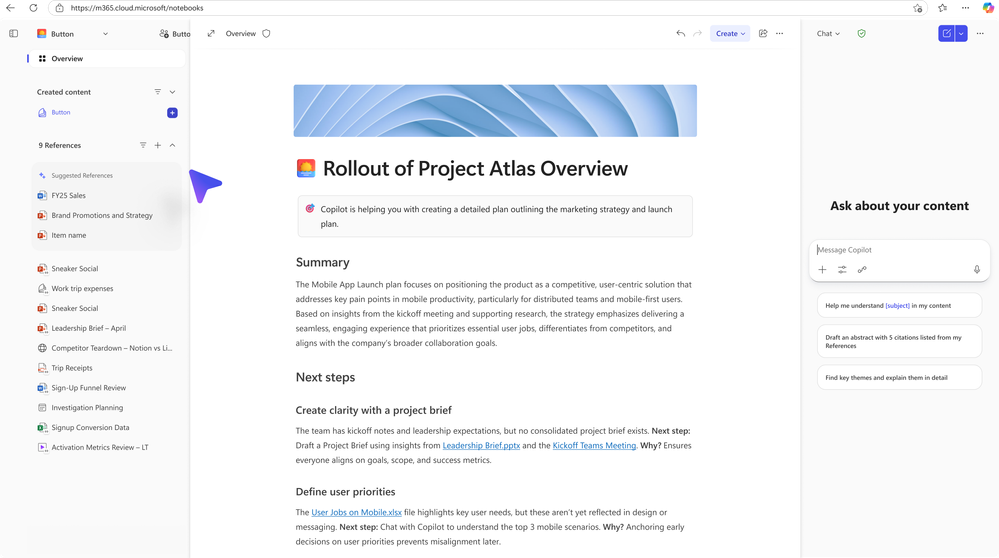 https://m365.cloud.microsoft/notebooks
Button
Butto
Overview
Created content
Button
9 References
Suggested References
FY25 Sales
Brand Promotions and Strategy
Item name
Sneaker Social
Work trip expenses
Sneaker Social
Leadership Brief – April
Competitor Teardown – Notion vs Li...
Trip Receipts
Sign-Up Funnel Review
Investigation Planning
Signup Conversion Data
Activation Metrics Review – LT
Overview
Create
Rollout of Project Atlas Overview
Copilot is helping you with creating a detailed plan outlining the marketing strategy and launch
plan.
Summary
The Mobile App Launch plan focuses on positioning the product as a competitive, user-centric solution that
addresses key pain points in mobile productivity, particularly for distributed teams and mobile-first users.
Based on insights from the kickoff meeting and supporting research, the strategy emphasizes delivering a
seamless, engaging experience that prioritizes essential user jobs, differentiates from competitors, and
aligns with the company's broader collaboration goals.
Next steps
Create clarity with a project brief
The team has kickoff notes and leadership expectations, but no consolidated project brief exists. Next step:
Draft a Project Brief using insights from Leadership Brief.pptx and the Kickoff Teams Meeting. Why? Ensures
everyone aligns on goals, scope, and success metrics.
Define user priorities
The User Jobs on Mobile.xlsx file highlights key user needs, but these aren't yet reflected in design or
messaging. Next step: Chat with Copilot to understand the top 3 mobile scenarios. Why? Anchoring early
decisions on user priorities prevents misalignment later.
Chat
Ask about your content
Message Copilot
Help me understand [subject] in my content
Draft an abstract with 5 citations listed from my
References
Find key themes and explain them in detail